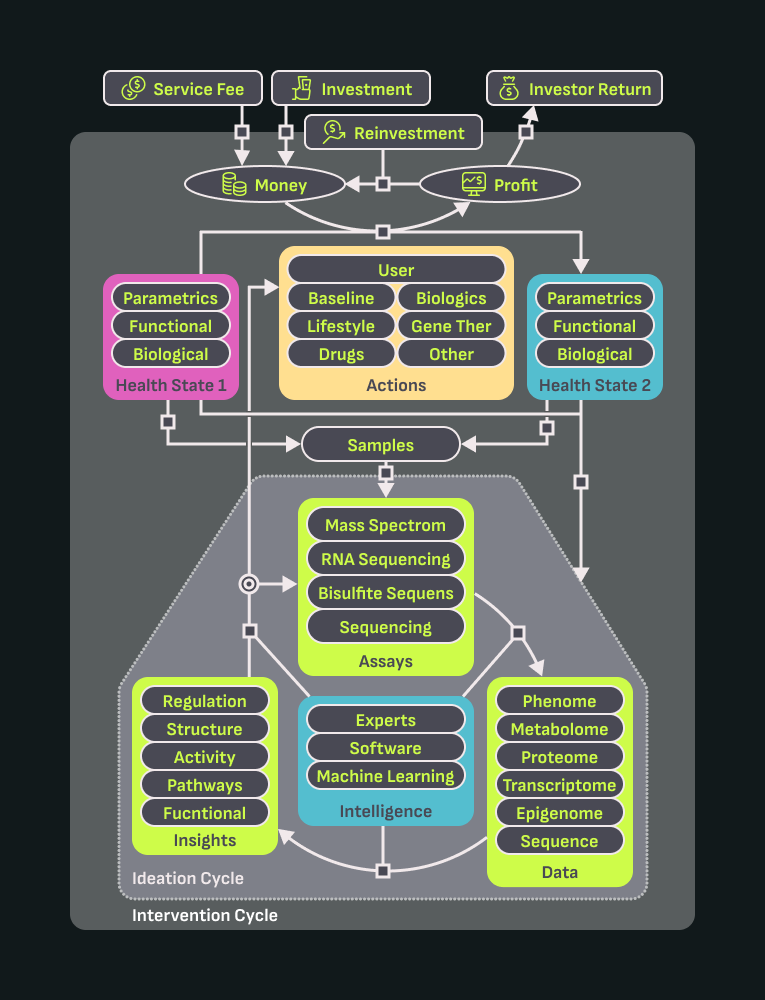 Service Fee
Investment
Investor Return
Reinvestment
Money
Profit
User
Baseline
Biologics
Lifestyle
Gene Ther
Drugs
Other
Actions
Parametrics
Functional
Biological
Health State 1
Parametrics
Functional
Biological
Health State 2
Samples
Mass Spectrom
RNA Sequencing
Bisulfite Sequens
Sequencing
Assays
Regulation
Structure
Activity
Pathways
Fucntional
Insights
Experts
Software
Machine Learning
Intelligence
Phenome
Metabolome
Proteome
Transcriptome
Epigenome
Sequence
Data
Ideation Cycle
Intervention Cycle